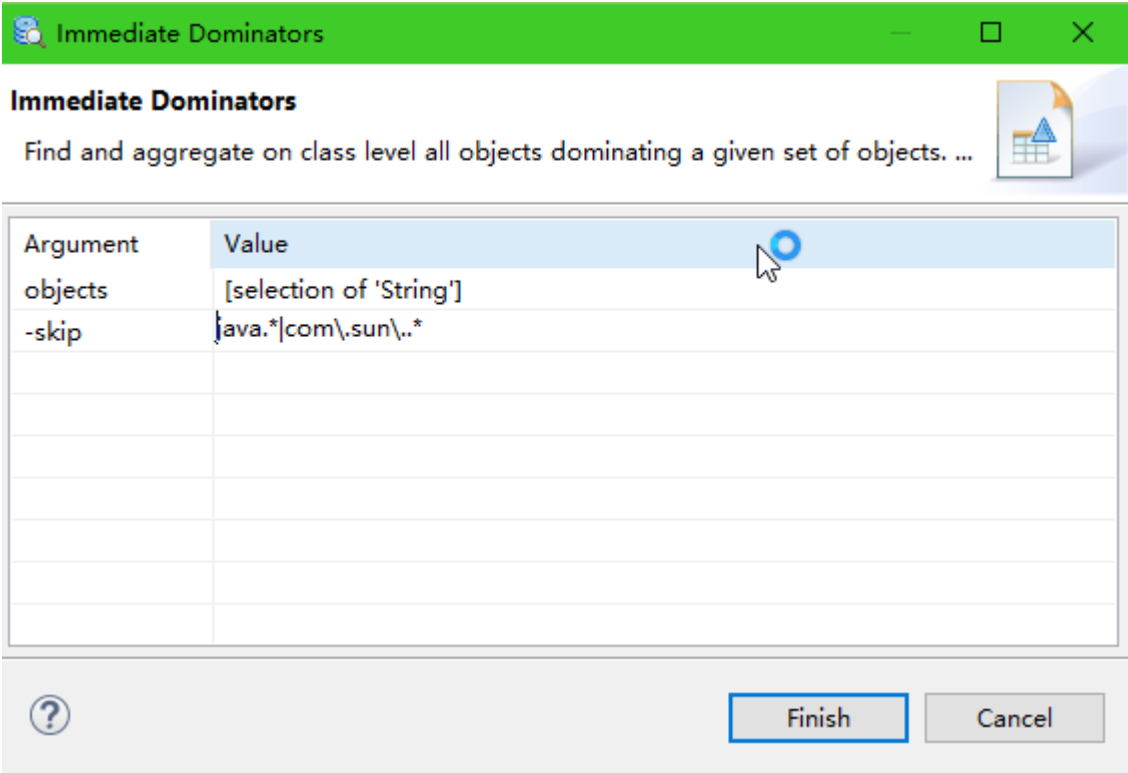 Immediate Dominators
Immediate Dominators
Find and aggregate on class level all objects dominating a given set of objects. ...
Argument Value
objects [selection of 'String']
-skip java.*|com\.sun\..*
Finish Cancel